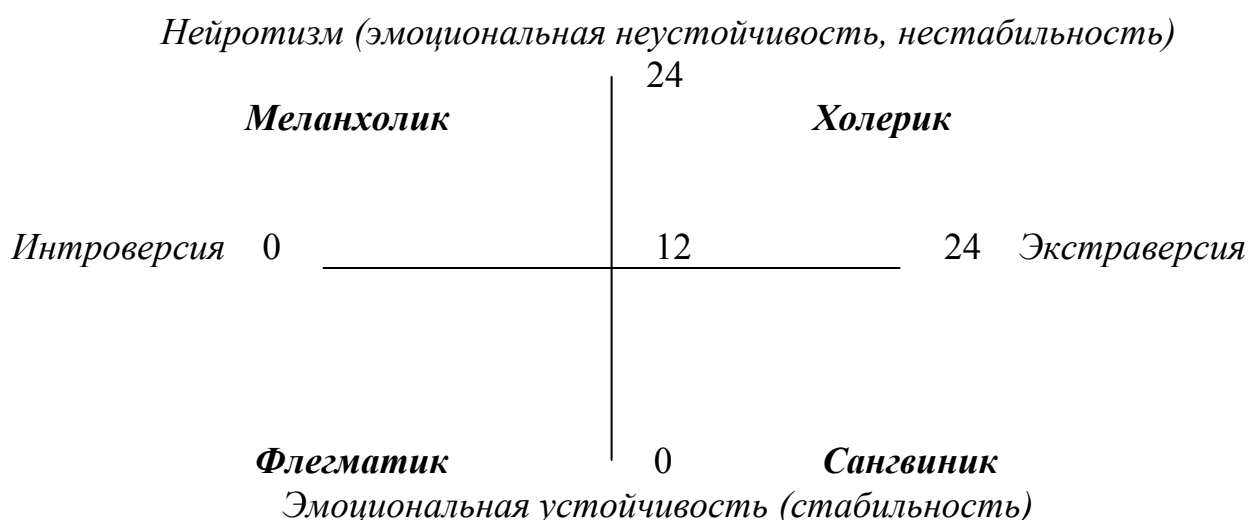 Нейротизм (эмоциональная неустойчивость, нестабильность)
24
Меланхолик Холерик
Интроверсия 0 12 24 Экстраверсия
Флегматик 0 Сангвиник
Эмоциональная устойчивость (стабильность)